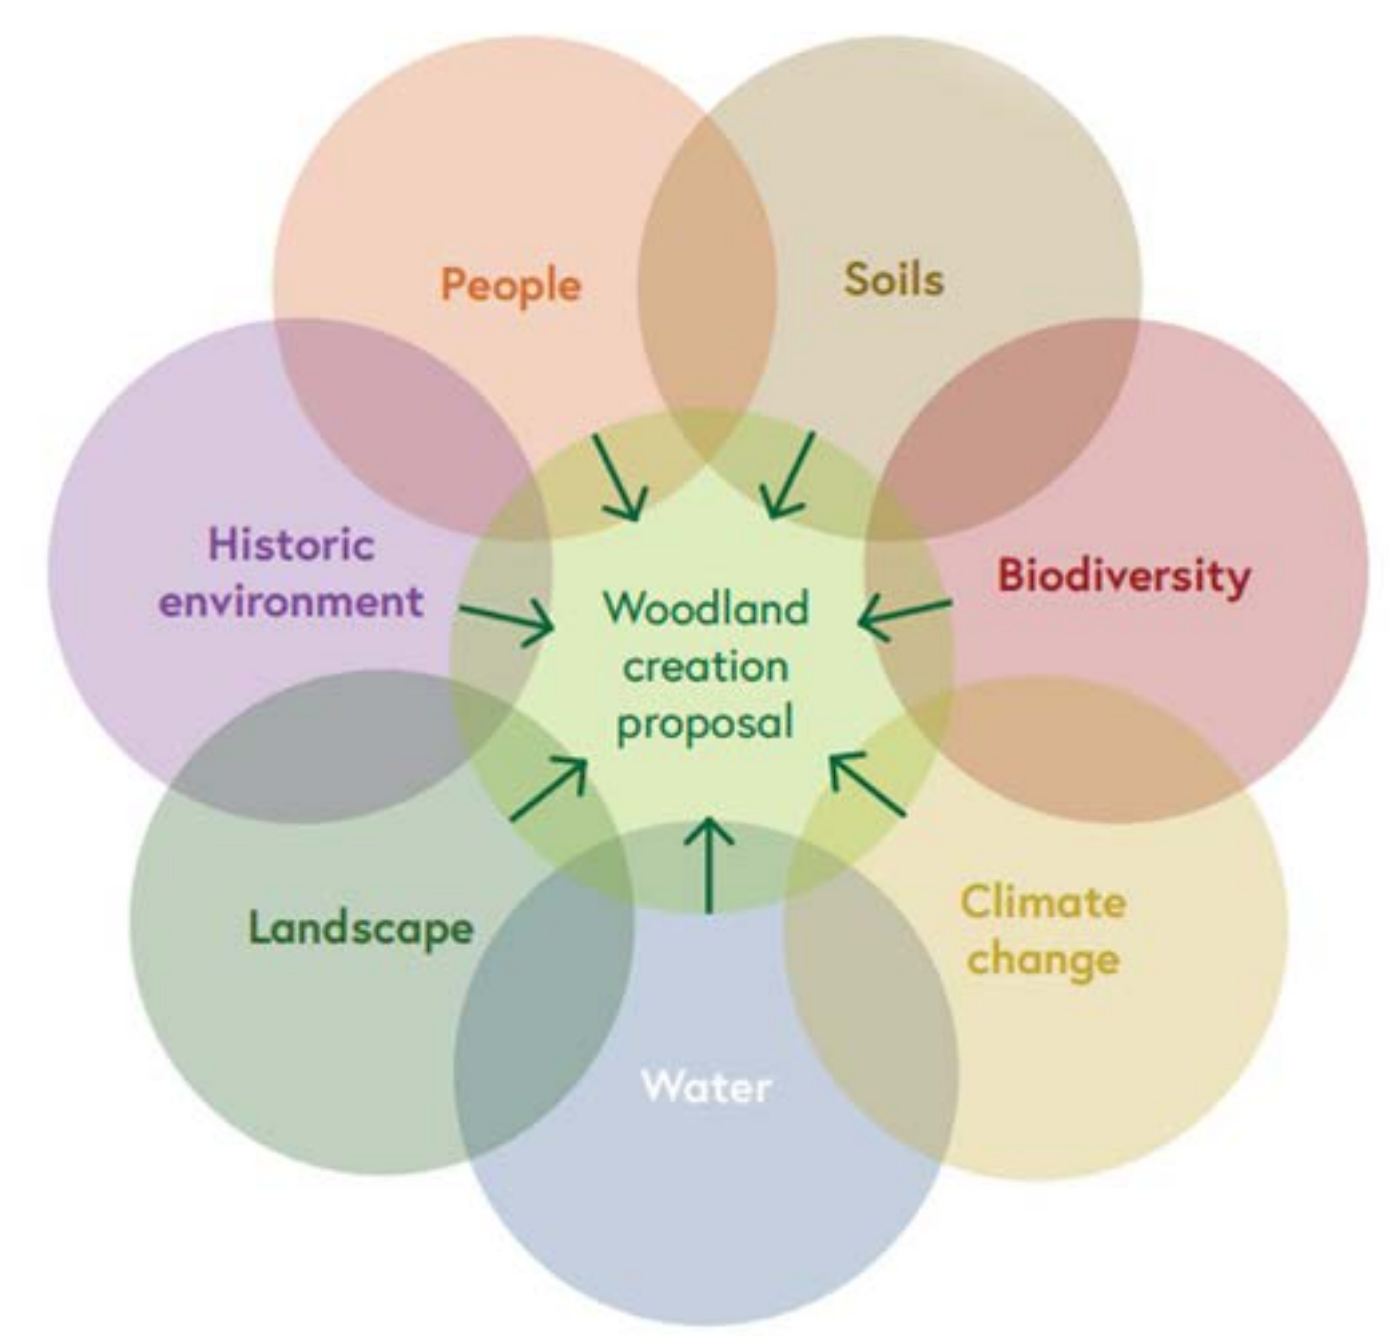 People
Soils
Historic
environment
Biodiversity
Woodland
creation
proposal
Landscape
Climate
change
Water